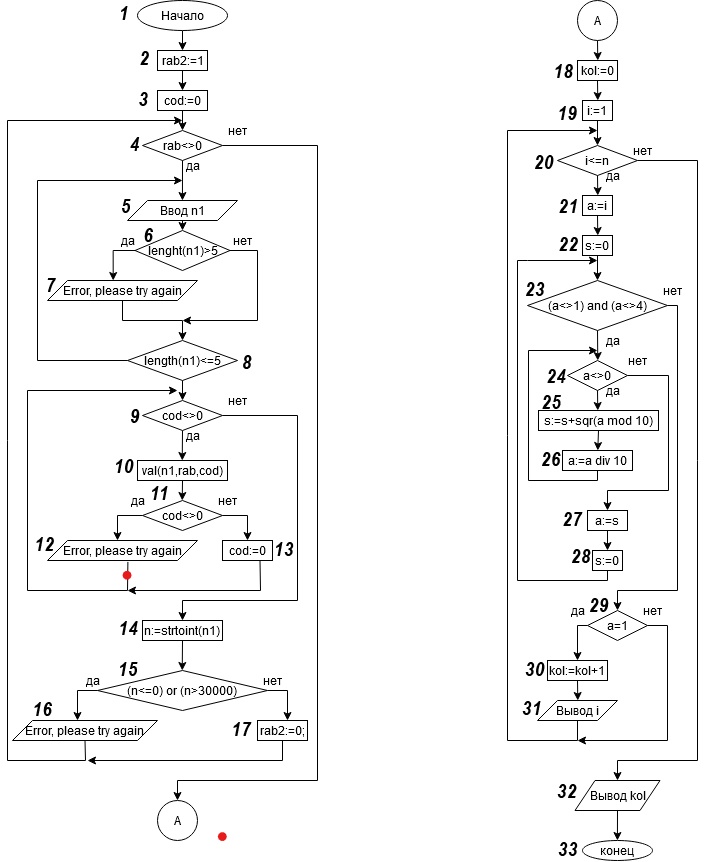 1 Начало
2 rab2:=1
3 cod:=0
4 rab<>0
нет
да
5 Ввод n1
6 lenght(n1)>5
да
нет
7 Error, please try again
length(n1)<=5 8
9 cod<>0
нет
да
10 val(n1,rab,cod)
11 cod<>0
да
нет
12 Error, please try again
cod:=0 13
14 n:=strtoint(n1)
15 (n<=0) or (n>30000)
да
нет
16 Error, please try again
17 rab2:=0;
A
A
18 kol:=0
19 i:=1
20 i<=n
нет
да
21 a:=i
22 s:=0
23 (a<>1) and (a<>4)
нет
да
24 a<>0
нет
да
25 s:=s+sqr(a mod 10)
26 a:=a div 10
27 a:=s
28 s:=0
29 a=1
да
нет
30 kol:=kol+1
31 Вывод i
32 Вывод kol
33 конец